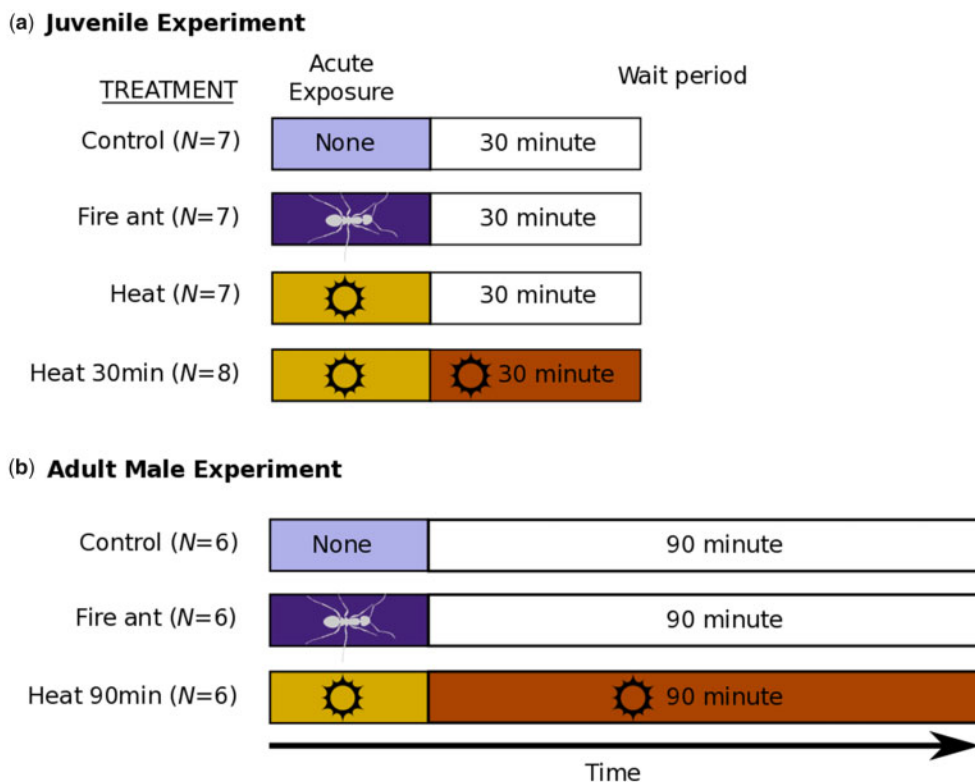 (a) Juvenile Experiment
TREATMENT
Acute
Exposure
Wait period
Control (N=7)
None
30 minute
Fire ant (N=7)
30 minute
Heat (N=7)
30 minute
Heat 30min (N=8)
30 minute
(b) Adult Male Experiment
Control (N=6)
None
90 minute
Fire ant (N=6)
90 minute
Heat 90min (N=6)
90 minute
Time